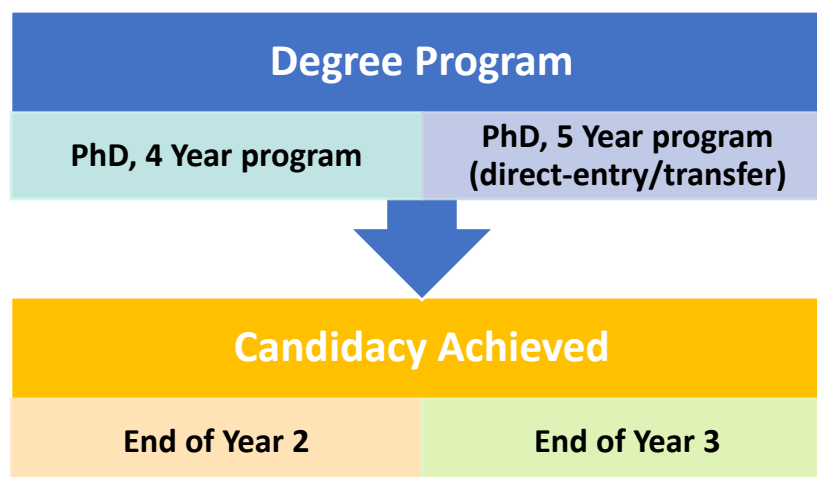 Degree Program
PhD, 4 Year program
PhD, 5 Year program
(direct-entry/transfer)
Candidacy Achieved
End of Year 2
End of Year 3